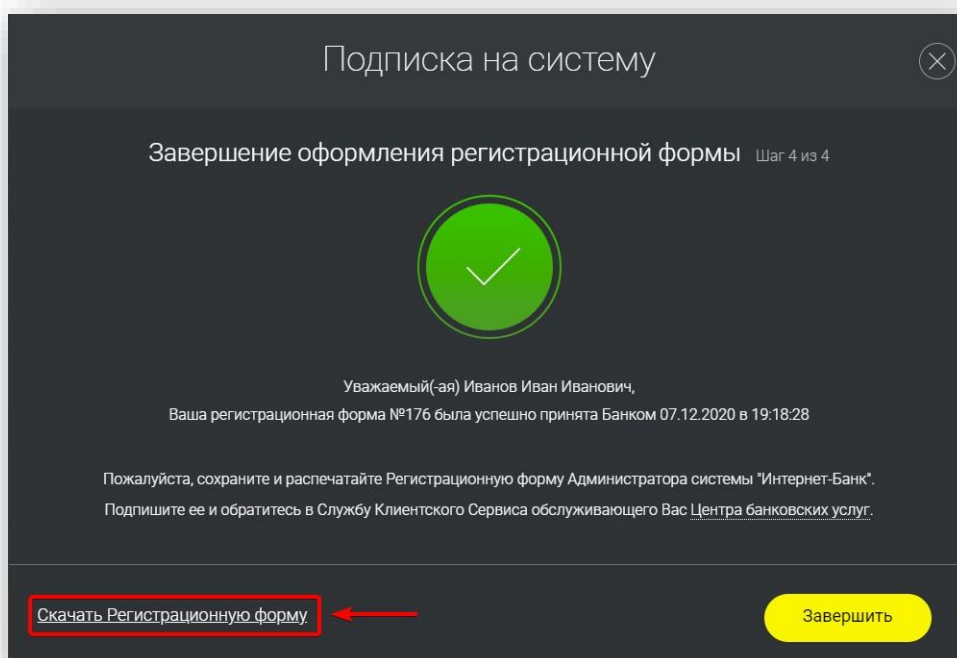 Подписка на систему
Завершение оформления регистрационной формы Шаг 4 из 4
Уважаемый(-ая) Иванов Иван Иванович,
Ваша регистрационная форма №176 была успешно принята Банком 07.12.2020 в 19:18:28
Пожалуйста, сохраните и распечатайте Регистрационную форму Администратора системы "Интернет-Банк".
Подпишите ее и обратитесь в Службу Клиентского Сервиса обслуживающего Вас Центра банковских услуг.
Скачать Регистрационную форму
Завершить